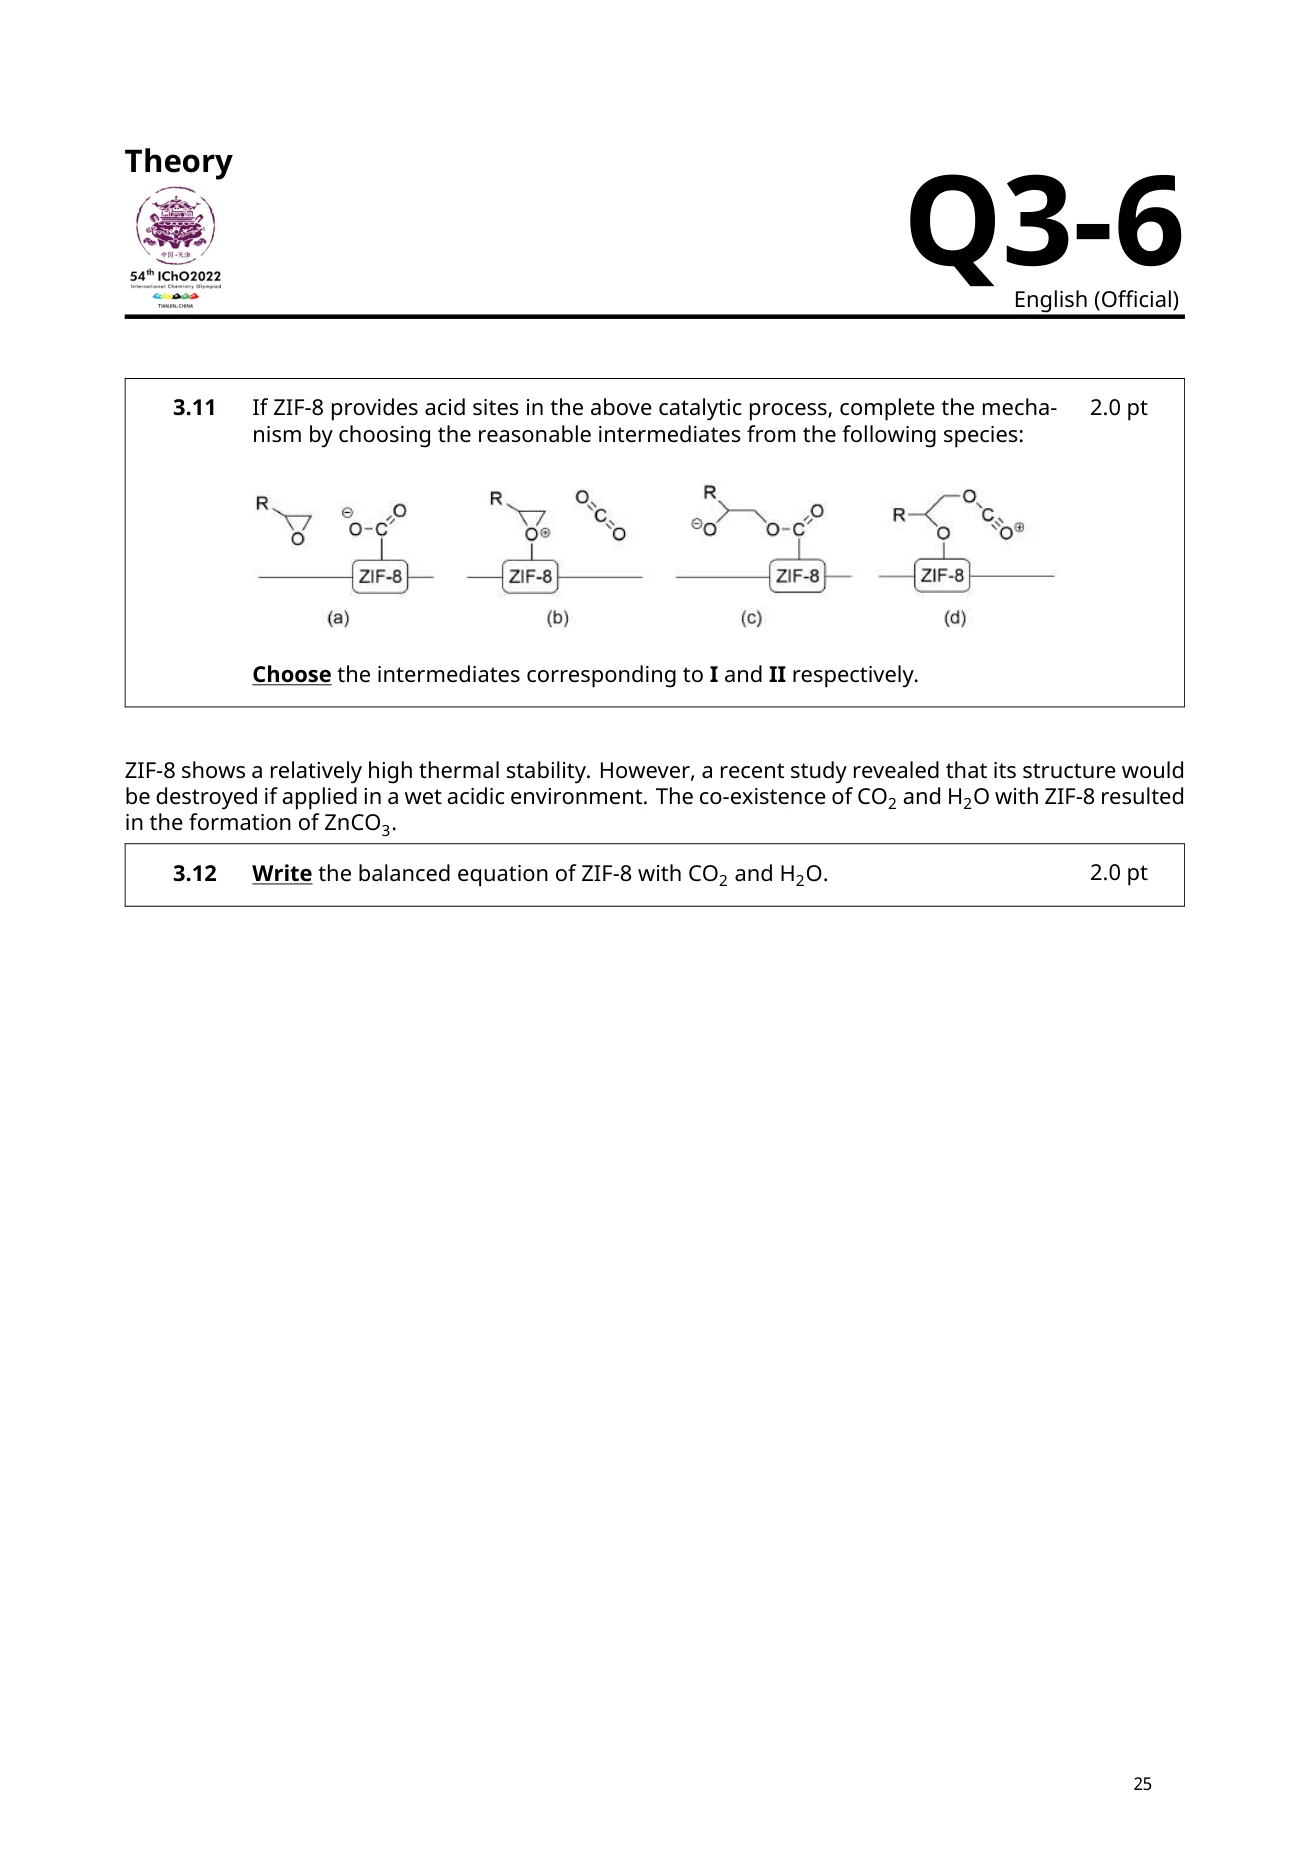 Theory
中国·天津
54th IChO2022
International Chemistry Olympiad
TIANJIN, CHINA
Q3-6
English (Official)
3.11 If ZIF-8 provides acid sites in the above catalytic process, complete the mecha- 2.0 pt
nism by choosing the reasonable intermediates from the following species:
R O ⊖ O-C O ZIF-8
R O⊕ O C O ZIF-8
R ⊖O O-C O ZIF-8
R O O C O⊕ ZIF-8
(a) (b) (c) (d)
Choose the intermediates corresponding to I and II respectively.
ZIF-8 shows a relatively high thermal stability. However, a recent study revealed that its structure would
be destroyed if applied in a wet acidic environment. The co-existence of CO2 and H2O with ZIF-8 resulted
in the formation of ZnCO3.
3.12 Write the balanced equation of ZIF-8 with CO2 and H2O. 2.0 pt
25